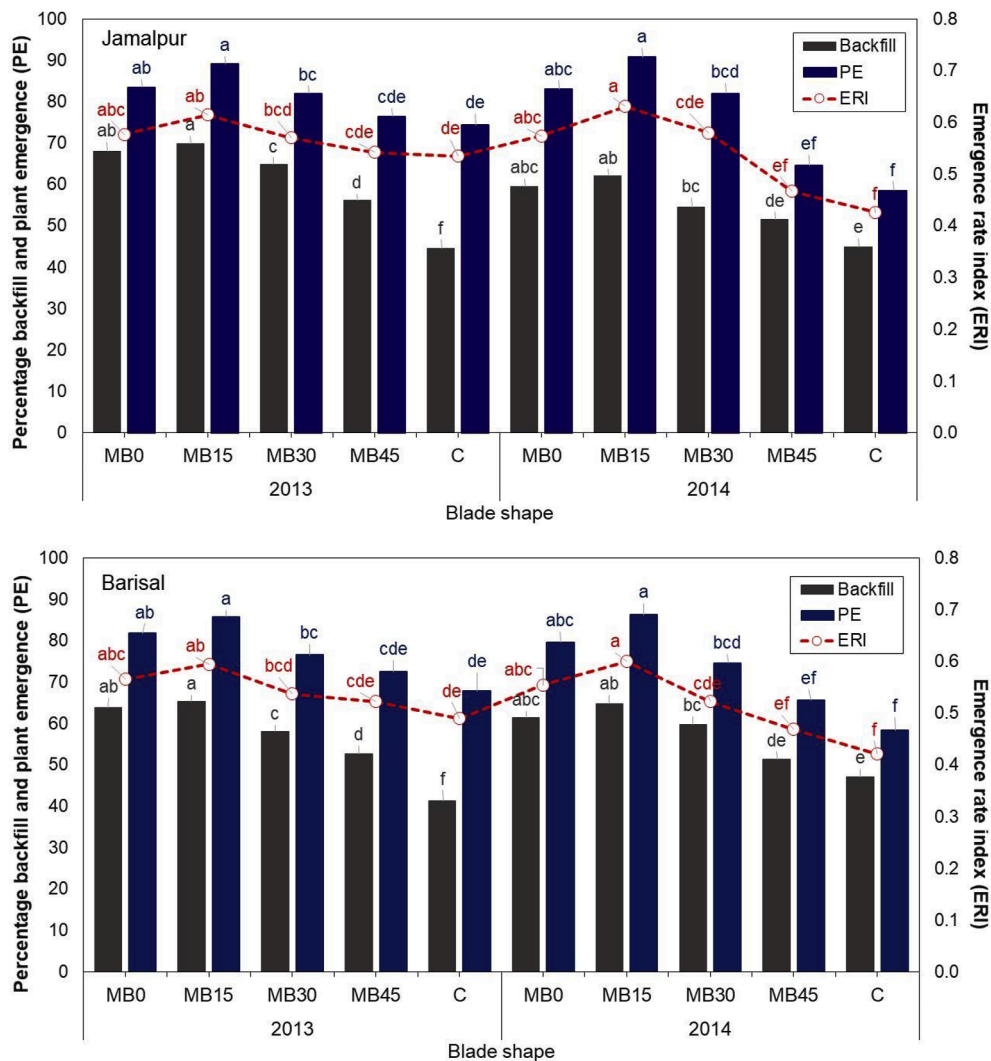 Jamalpur
Percentage backfill and plant emergence (PE)
100
90
80
70
60
50
40
30
20
10
0
ab
a
bc
cde
de
abc
a
bcd
ef
f
abc
ab
bcd
cde
de
abc
a
cde
ef
f
ab
a
c
d
f
abc
ab
bc
de
e
Backfill
PE
ERI
0.8
0.7
0.6
0.5
0.4
0.3
0.2
0.1
0.0
Emergence rate index (ERI)
MB0 MB15 MB30 MB45 C MB0 MB15 MB30 MB45 C
2013 2014
Blade shape
Barisal
Percentage backfill and plant emergence (PE)
100
90
80
70
60
50
40
30
20
10
0
ab
a
bc
cde
de
abc
a
bcd
ef
f
abc
ab
bcd
cde
de
abc
a
cde
ef
f
ab
a
c
d
f
abc
ab
bc
de
e
Backfill
PE
ERI
0.8
0.7
0.6
0.5
0.4
0.3
0.2
0.1
0.0
Emergence rate index (ERI)
MB0 MB15 MB30 MB45 C MB0 MB15 MB30 MB45 C
2013 2014
Blade shape